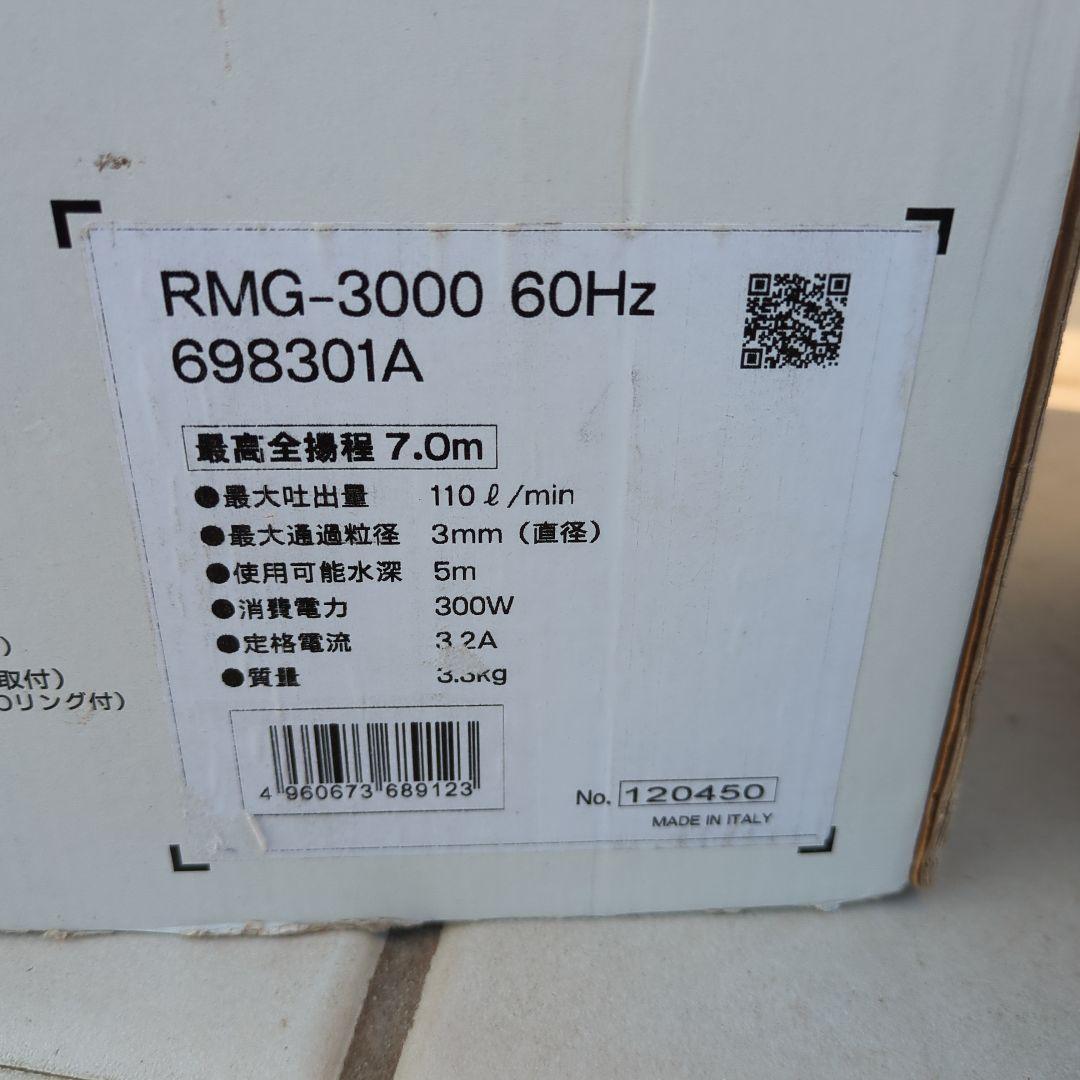 RMG-3000 60Hz
698301A
最高全揚程 7.0m
●最大吐出量 110ℓ/min
●最大通過粒径 3mm（直径）
●使用可能水深 5m
●消費電力 300W
●定格電流 3.2A
●質量 3.3kg
4 960673 689123
No. 120450
MADE IN ITALY
）
取付）
Oリング付）